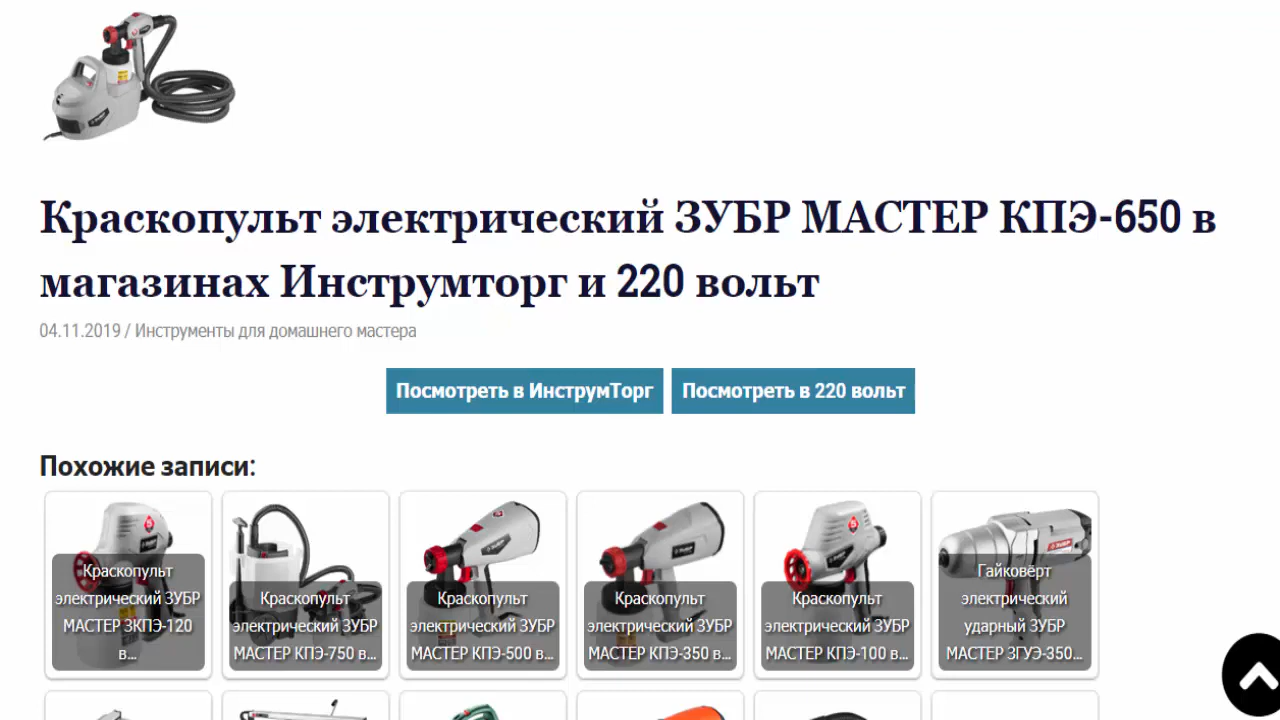 Краскопульт электрический ЗУБР МАСТЕР КПЭ-650 в
магазинах Инструмторг и 220 вольт
04.11.2019 / Инструменты для домашнего мастера
Посмотреть в ИнструмТорг
Посмотреть в 220 вольт
Похожие записи:
Краскопульт
электрический ЗУБР
МАСТЕР ЗКПЭ-120
в...
Краскопульт
электрический ЗУБР
МАСТЕР КПЭ-750 в...
Краскопульт
электрический ЗУБР
МАСТЕР КПЭ-500 в...
Краскопульт
электрический ЗУБР
МАСТЕР КПЭ-350 в...
Краскопульт
электрический ЗУБР
МАСТЕР КПЭ-100 в...
Гайковёрт
электрический
ударный ЗУБР
МАСТЕР ЗГУЭ-350...